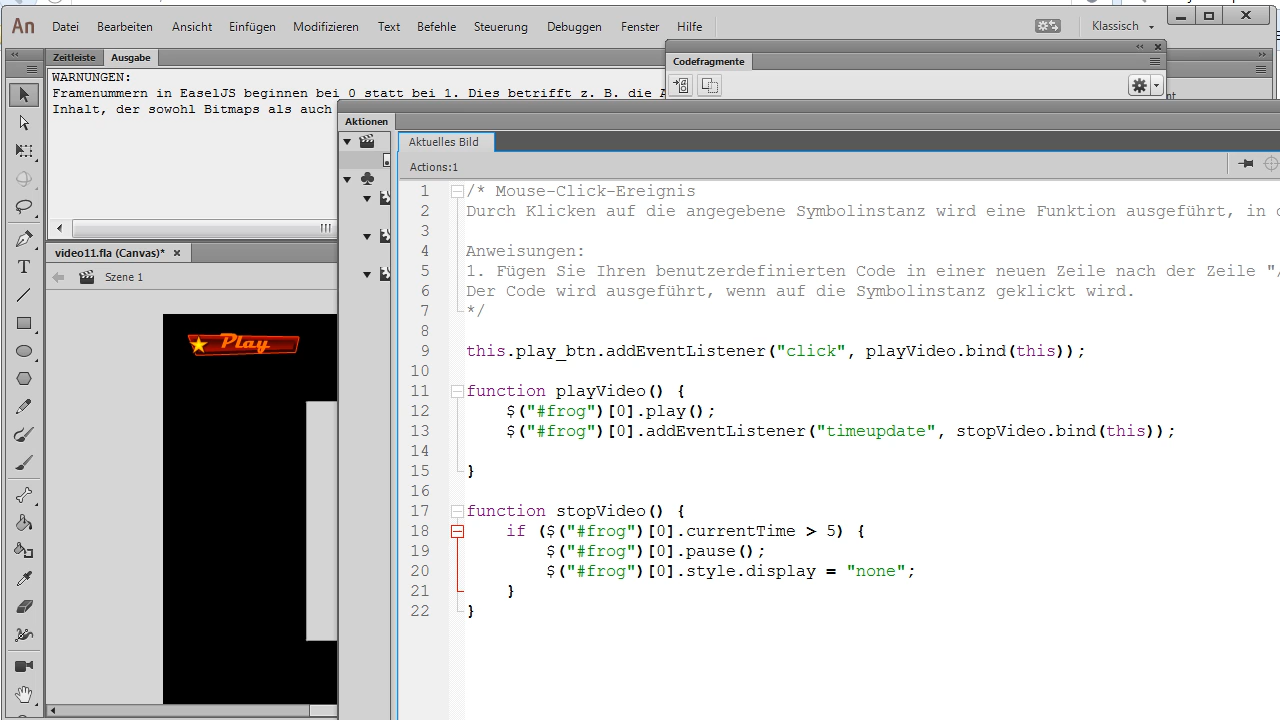 An Datei Bearbeiten Ansicht Einfügen Modifizieren Text Befehle Steuerung Debuggen Fenster Hilfe Klassisch
Zeitleiste Ausgabe
WARNUNGEN:
Framenummern in EaselJS beginnen bei 0 statt bei 1. Dies betrifft z. B. die
Inhalt, der sowohl Bitmaps als auch
Codefragmente
Aktionen
Aktuelles Bild
Actions:1
video11.fla (Canvas)*
Szene 1
Play
1 /* Mouse-Click-Ereignis
2 Durch Klicken auf die angegebene Symbolinstanz wird eine Funktion ausgeführt, in
3
4 Anweisungen:
5 1. Fügen Sie Ihren benutzerdefinierten Code in einer neuen Zeile nach der Zeile "/
6 Der Code wird ausgeführt, wenn auf die Symbolinstanz geklickt wird.
7 */
8
9 this.play_btn.addEventListener("click", playVideo.bind(this));
10
11 function playVideo() {
12 $("#frog")[0].play();
13 $("#frog")[0].addEventListener("timeupdate", stopVideo.bind(this));
14
15 }
16
17 function stopVideo() {
18 if ($("#frog")[0].currentTime > 5) {
19 $("#frog")[0].pause();
20 $("#frog")[0].style.display = "none";
21 }
22 }